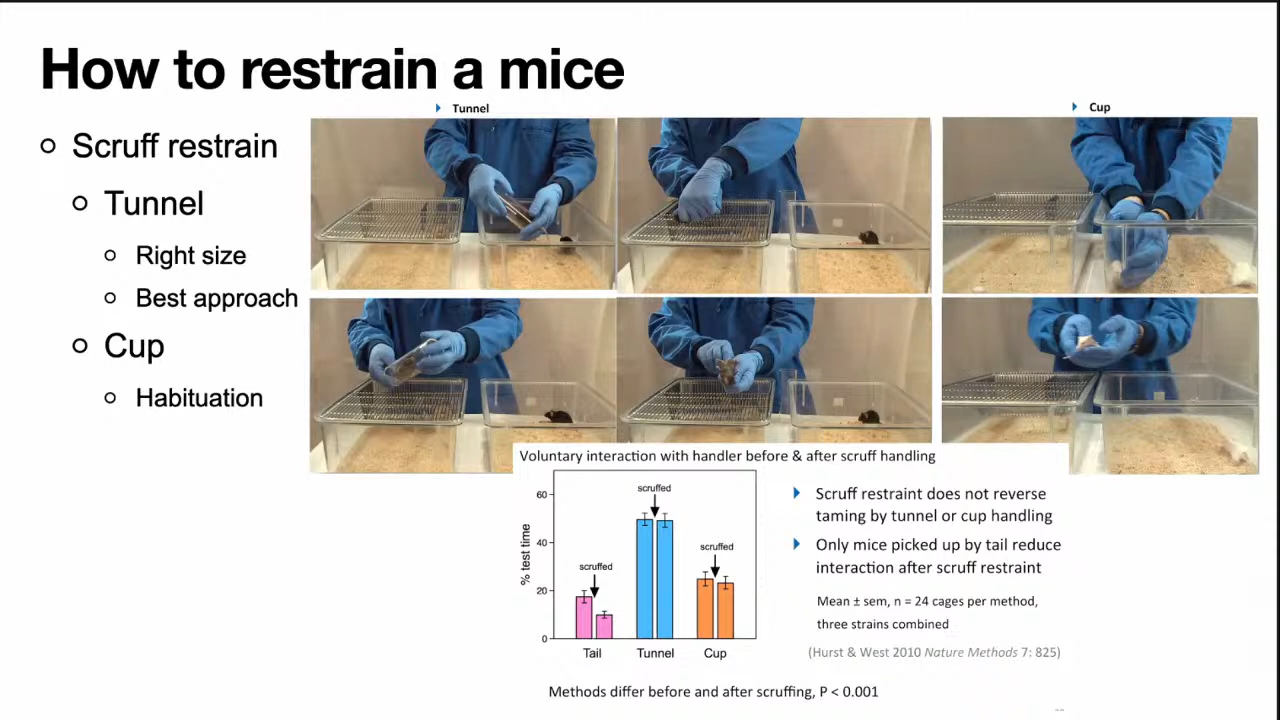 How to restrain a mice
Scruff restrain
Tunnel
Right size
Best approach
Cup
Habituation
Tunnel
Cup
Voluntary interaction with handler before & after scruff handling
60
40
20
0
% test time
scruffed
scruffed
scruffed
Tail
Tunnel
Cup
Methods differ before and after scruffing, P < 0.001
Scruff restraint does not reverse
taming by tunnel or cup handling
Only mice picked up by tail reduce
interaction after scruff restraint
Mean ± sem, n = 24 cages per method,
three strains combined
(Hurst & West 2010 Nature Methods 7: 825)